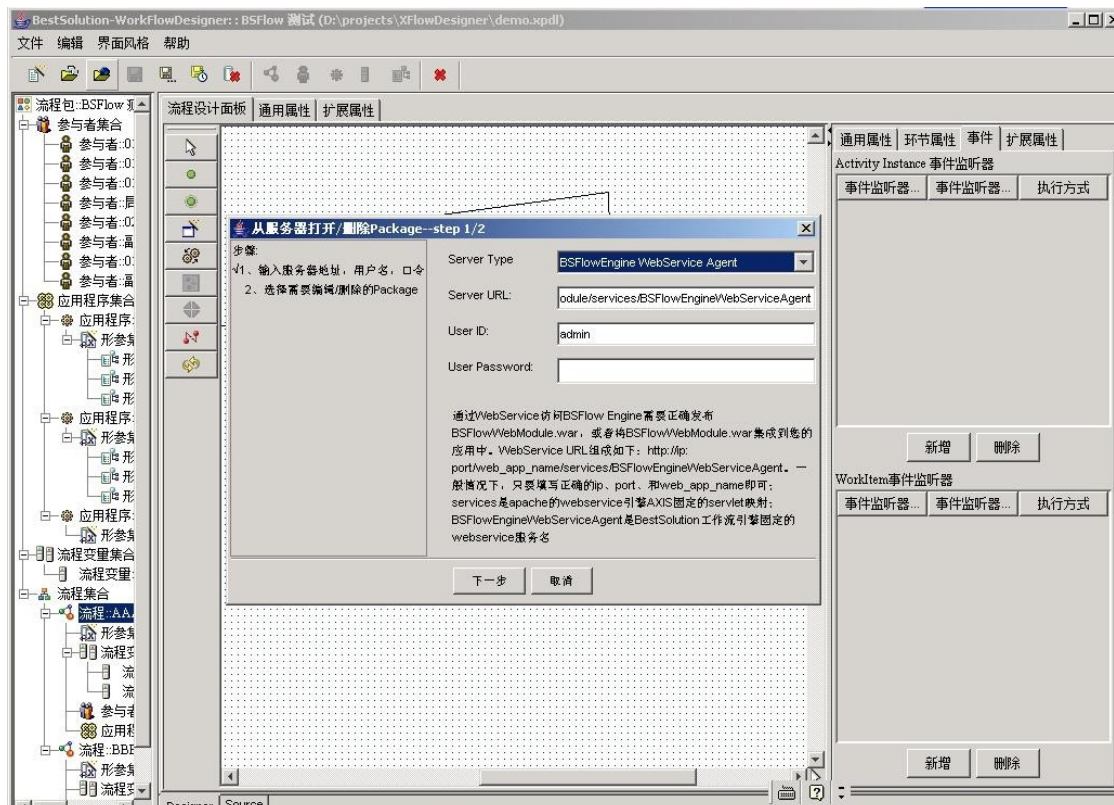 BestSolution-WorkFlowDesigner::BSFlow 测试 (D:\projects\XFlowDesigner\demo.xpdl)
文件 编辑 界面风格 帮助
流程包::BSFlow
参与者集合
参与者::0
参与者::0
参与者::0
参与者::局
参与者::02
参与者::副
参与者::0
参与者::副
应用程序集合
应用程序:
形参集
形
形
形
应用程序:
形参集
形
形
形
应用程序:
形参集
流程变量集合
流程变量:
流程集合
流程::AAA
形参集
流程变
流
流
参与者
应用程
流程::BBB
形参集
流程变
流程设计面板 通用属性 扩展属性
从服务器打开/删除Package--step 1/2
步骤:
√1、输入服务器地址，用户名，口令
2、选择需要编辑/删除的Package
Server Type BSFlowEngine WebService Agent
Server URL: odule/services/BSFlowEngineWebServiceAgent
User ID: admin
User Password:
通过WebService访问BSFlow Engine需要正确发布
BSFlowWebModule.war，或者将BSFlowWebModule.war集成到您的
应用中。WebService URL组成如下：http://ip:
port/web_app_name/services/BSFlowEngineWebServiceAgent。一
般情况下，只要填写正确的ip、port、和web_app_name即可；
services是apache的webservice引擎AXIS固定的servlet映射；
BSFlowEngineWebServiceAgent是BestSolution工作流引擎固定的
webservice服务名
下一步 取消
通用属性 环节属性 事件 扩展属性
Activity Instance 事件监听器
事件监听器... 事件监听器... 执行方式
新增 删除
WorkItem事件监听器
事件监听器... 事件监听器... 执行方式
新增 删除
Designer Source